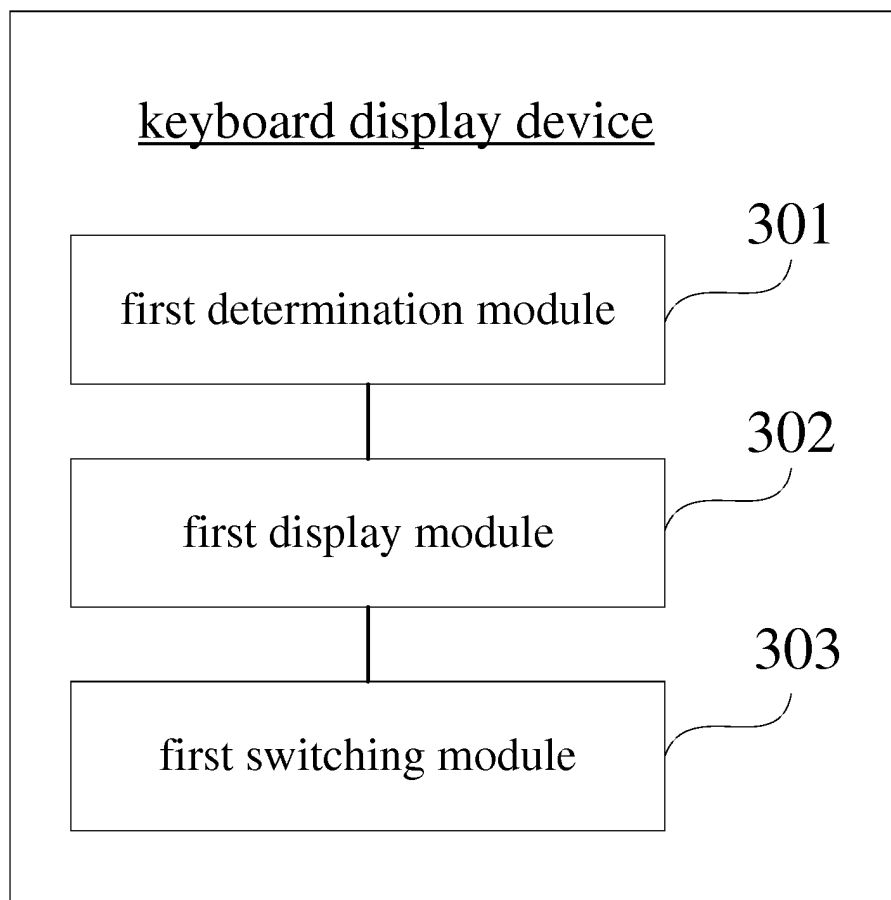 keyboard display device
301
first determination module
302
first display module
303
first switching module